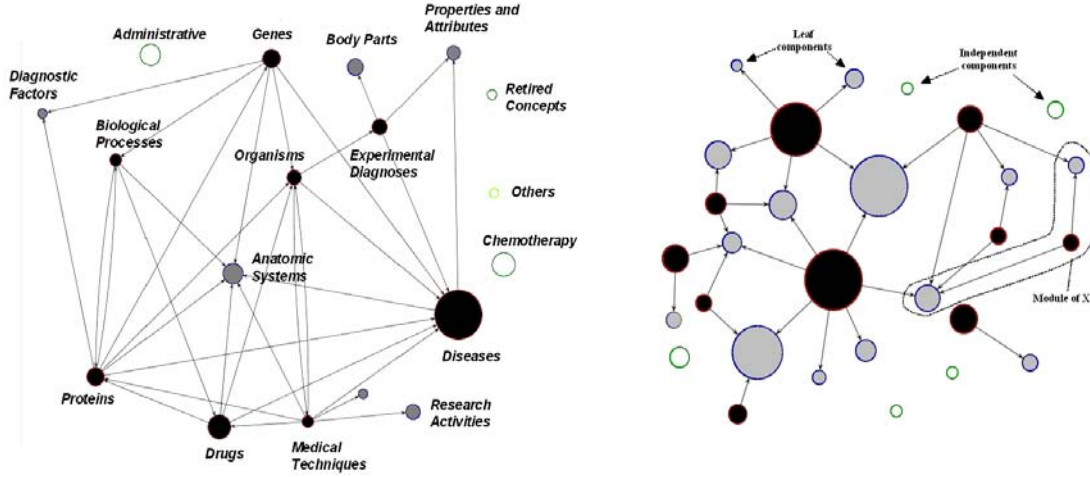 Properties and
Attributes
Administrative
Genes
Body Parts
Diagnostic
Factors
Retired
Concepts
Biological
Processes
Organisms
Experimental
Diagnoses
Others
Anatomic
Systems
Chemotherapy
Diseases
Proteins
Research
Activities
Drugs
Medical
Techniques
Leaf
components
Independent
components
Module of X